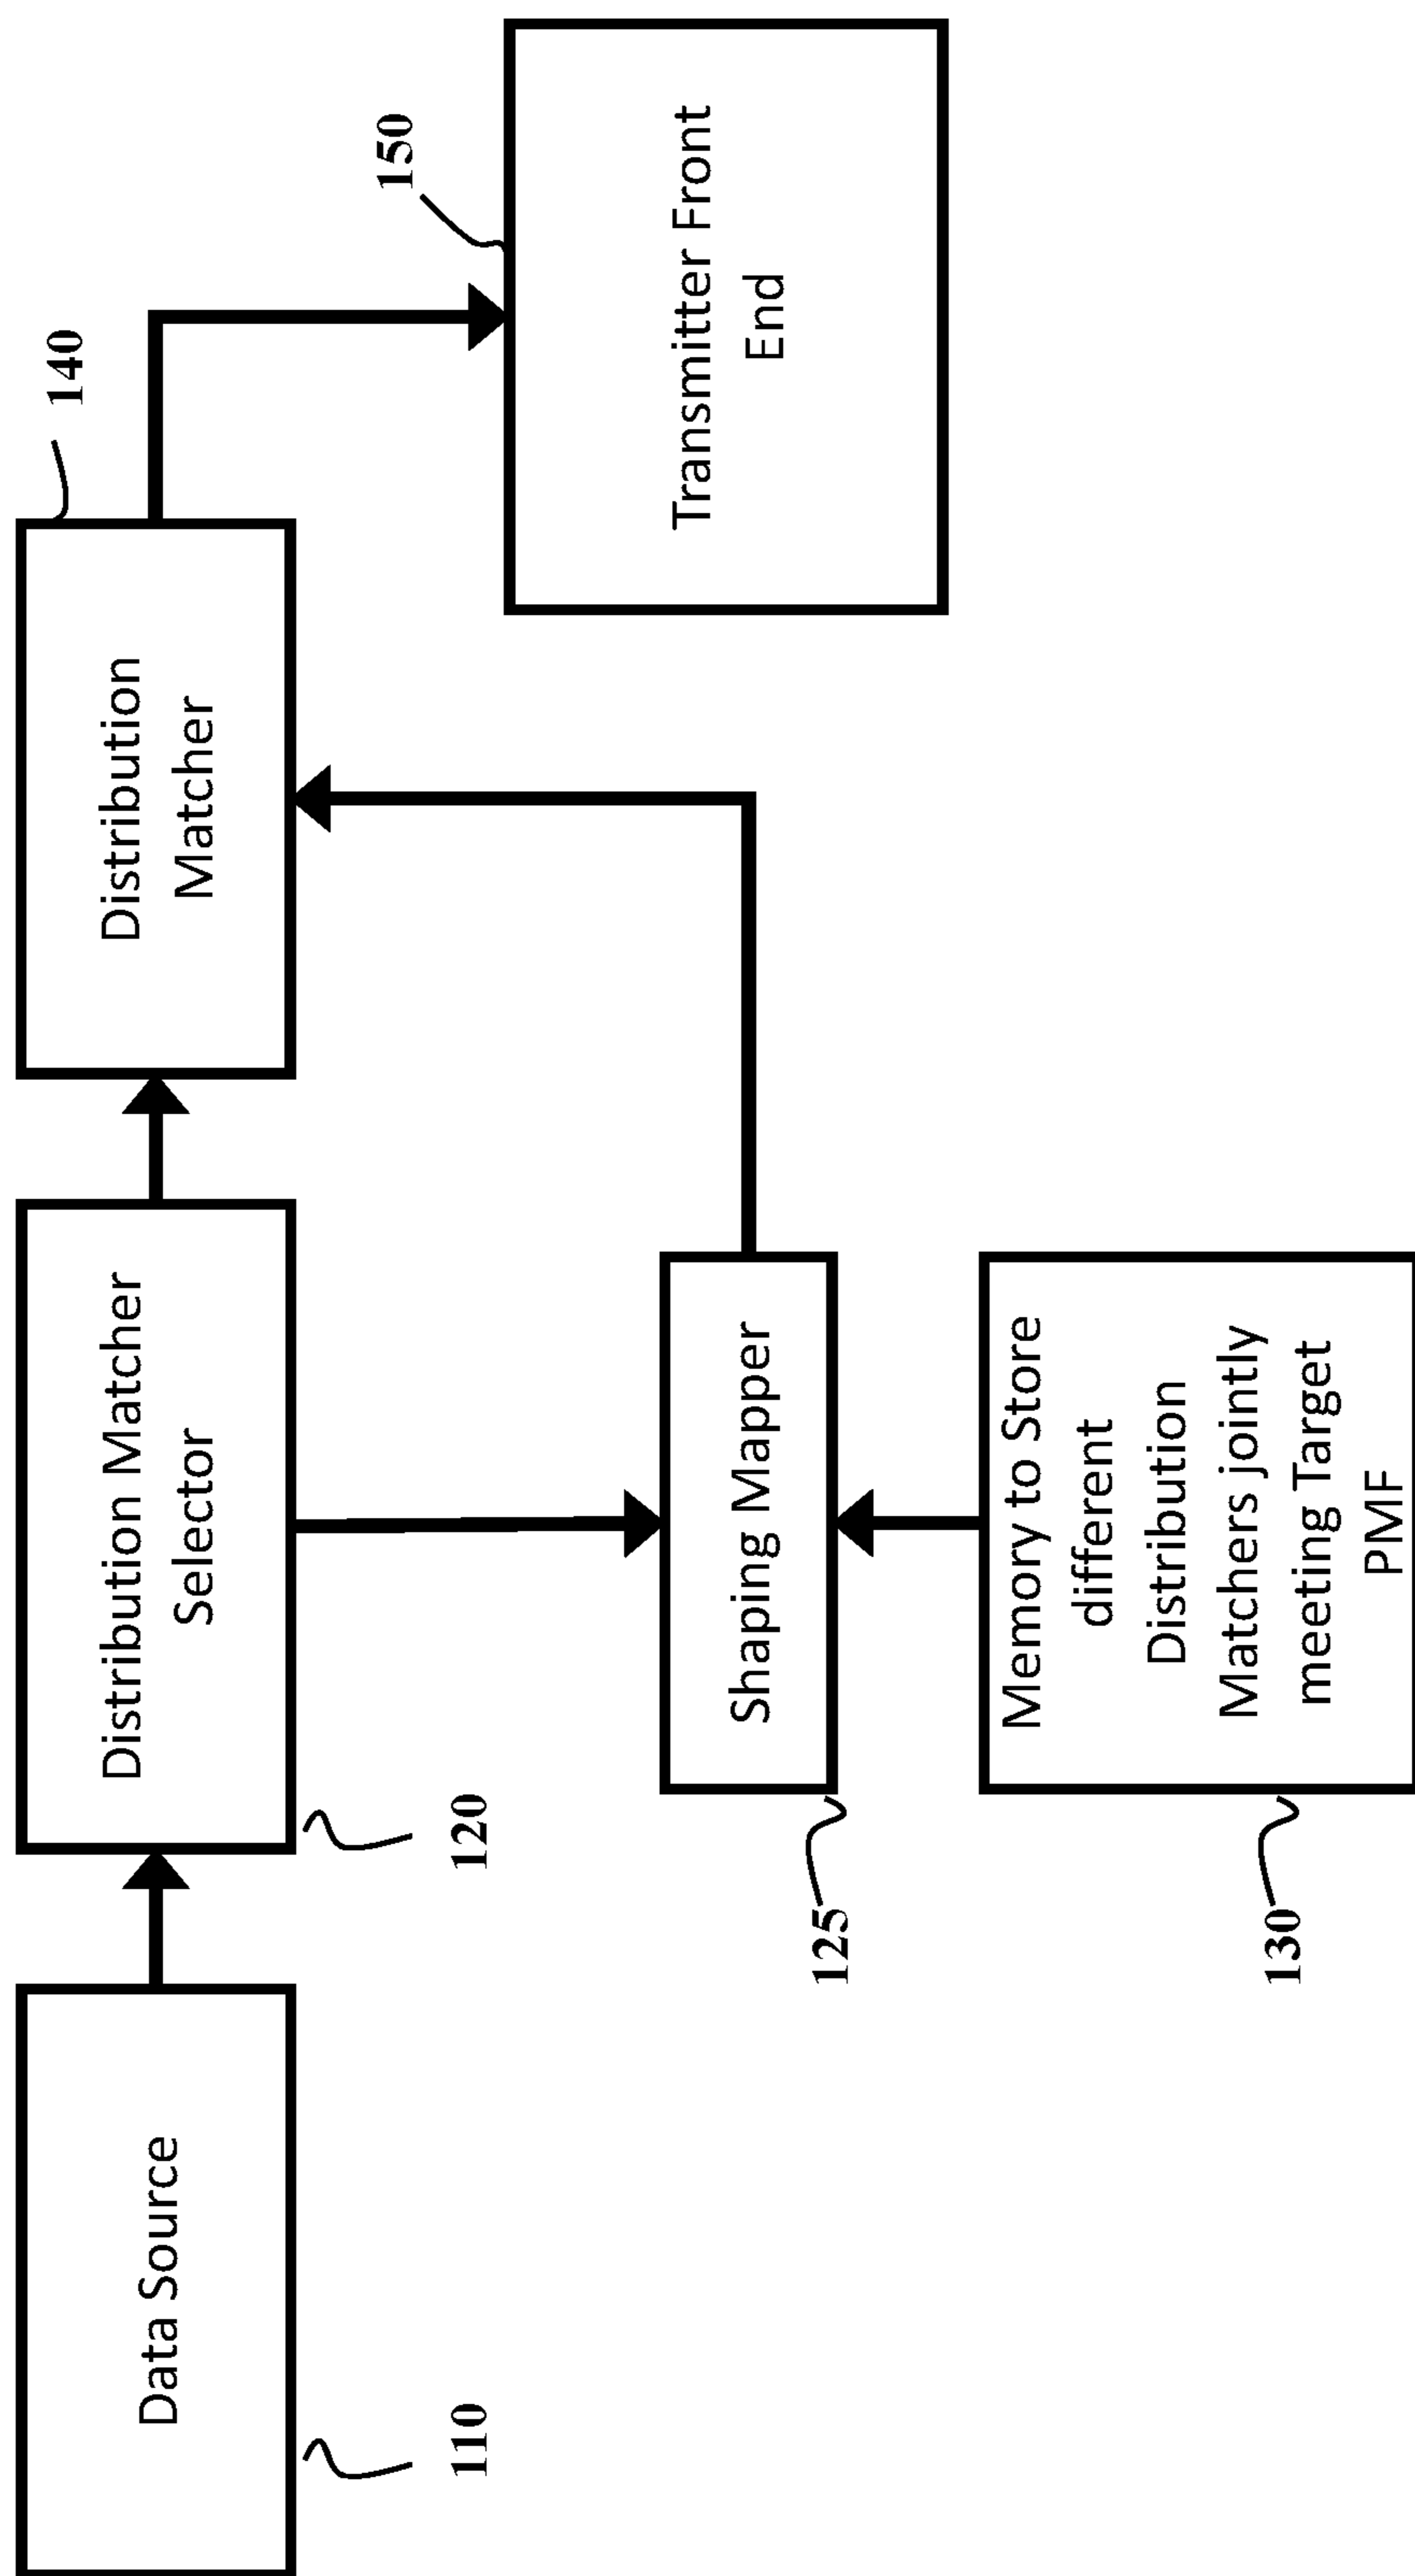 Data Source
110
Distribution Matcher
Selector
120
Distribution
Matcher
140
Transmitter Front
End
150
Shaping Mapper
125
Memory to Store
different
Distribution
Matchers jointly
meeting Target
PMF
130